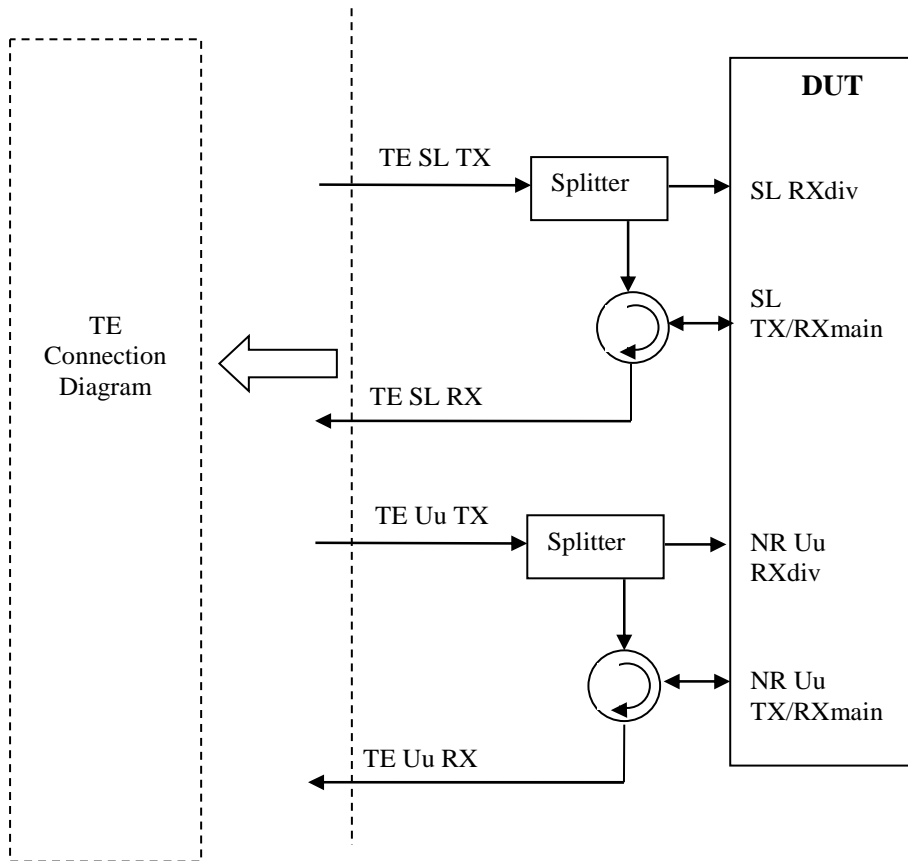 DUT
TE SL TX
Splitter
SL RXdiv
SL
TX/RXmain
TE
Connection
Diagram
TE SL RX
TE Uu TX
Splitter
NR Uu
RXdiv
NR Uu
TX/RXmain
TE Uu RX